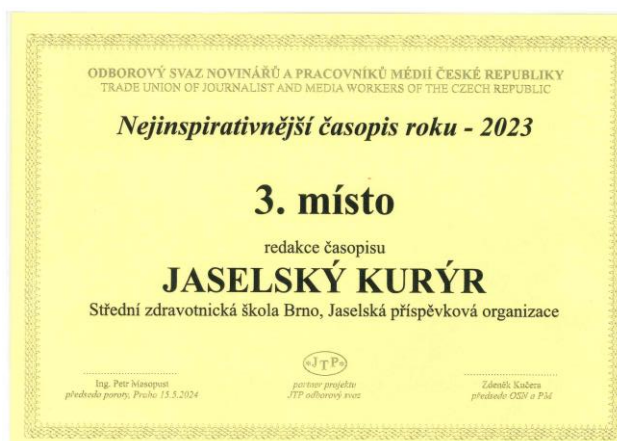 ODBOROVÝ SVAZ NOVINÁŘŮ A PRACOVNÍKŮ MÉDIÍ ČESKÉ REPUBLIKY
TRADE UNION OF JOURNALIST AND MEDIA WORKERS OF THE CZECH REPUBLIC
Nejinspirativnější časopis roku - 2023
3. místo
redakce časopisu
JASELSKÝ KURÝR
Střední zdravotnická škola Brno, Jaselská příspěvková organizace
JTP
Ing. Petr Masopust
předseda poroty, Praha 15.5.2024
partner projektu
JTP odborový svaz
Zdeněk Kučera
předseda OSN a PM